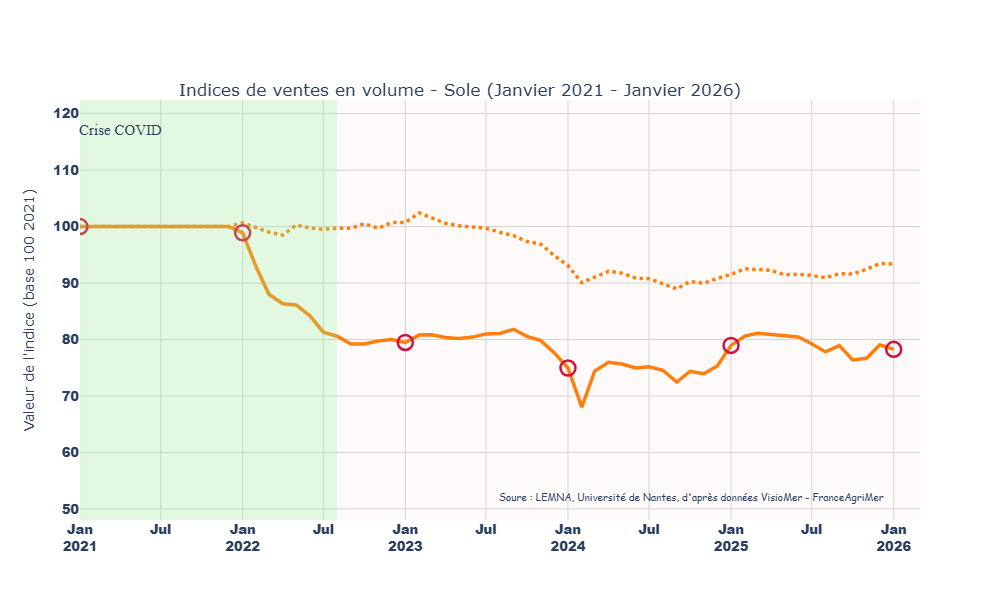 Indices de ventes en volume - Sole (Janvier 2021 - Janvier 2026)
Valeur de l'indice (base 100 2021)
120
Crise COVID
110
100
90
80
70
60
50
Soure : LEMNA, Université de Nantes, d'après données VisioMer - FranceAgriMer
Jan Jul Jan Jul Jan Jul Jan Jul Jan Jul Jan
2021 2022 2023 2024 2025 2026